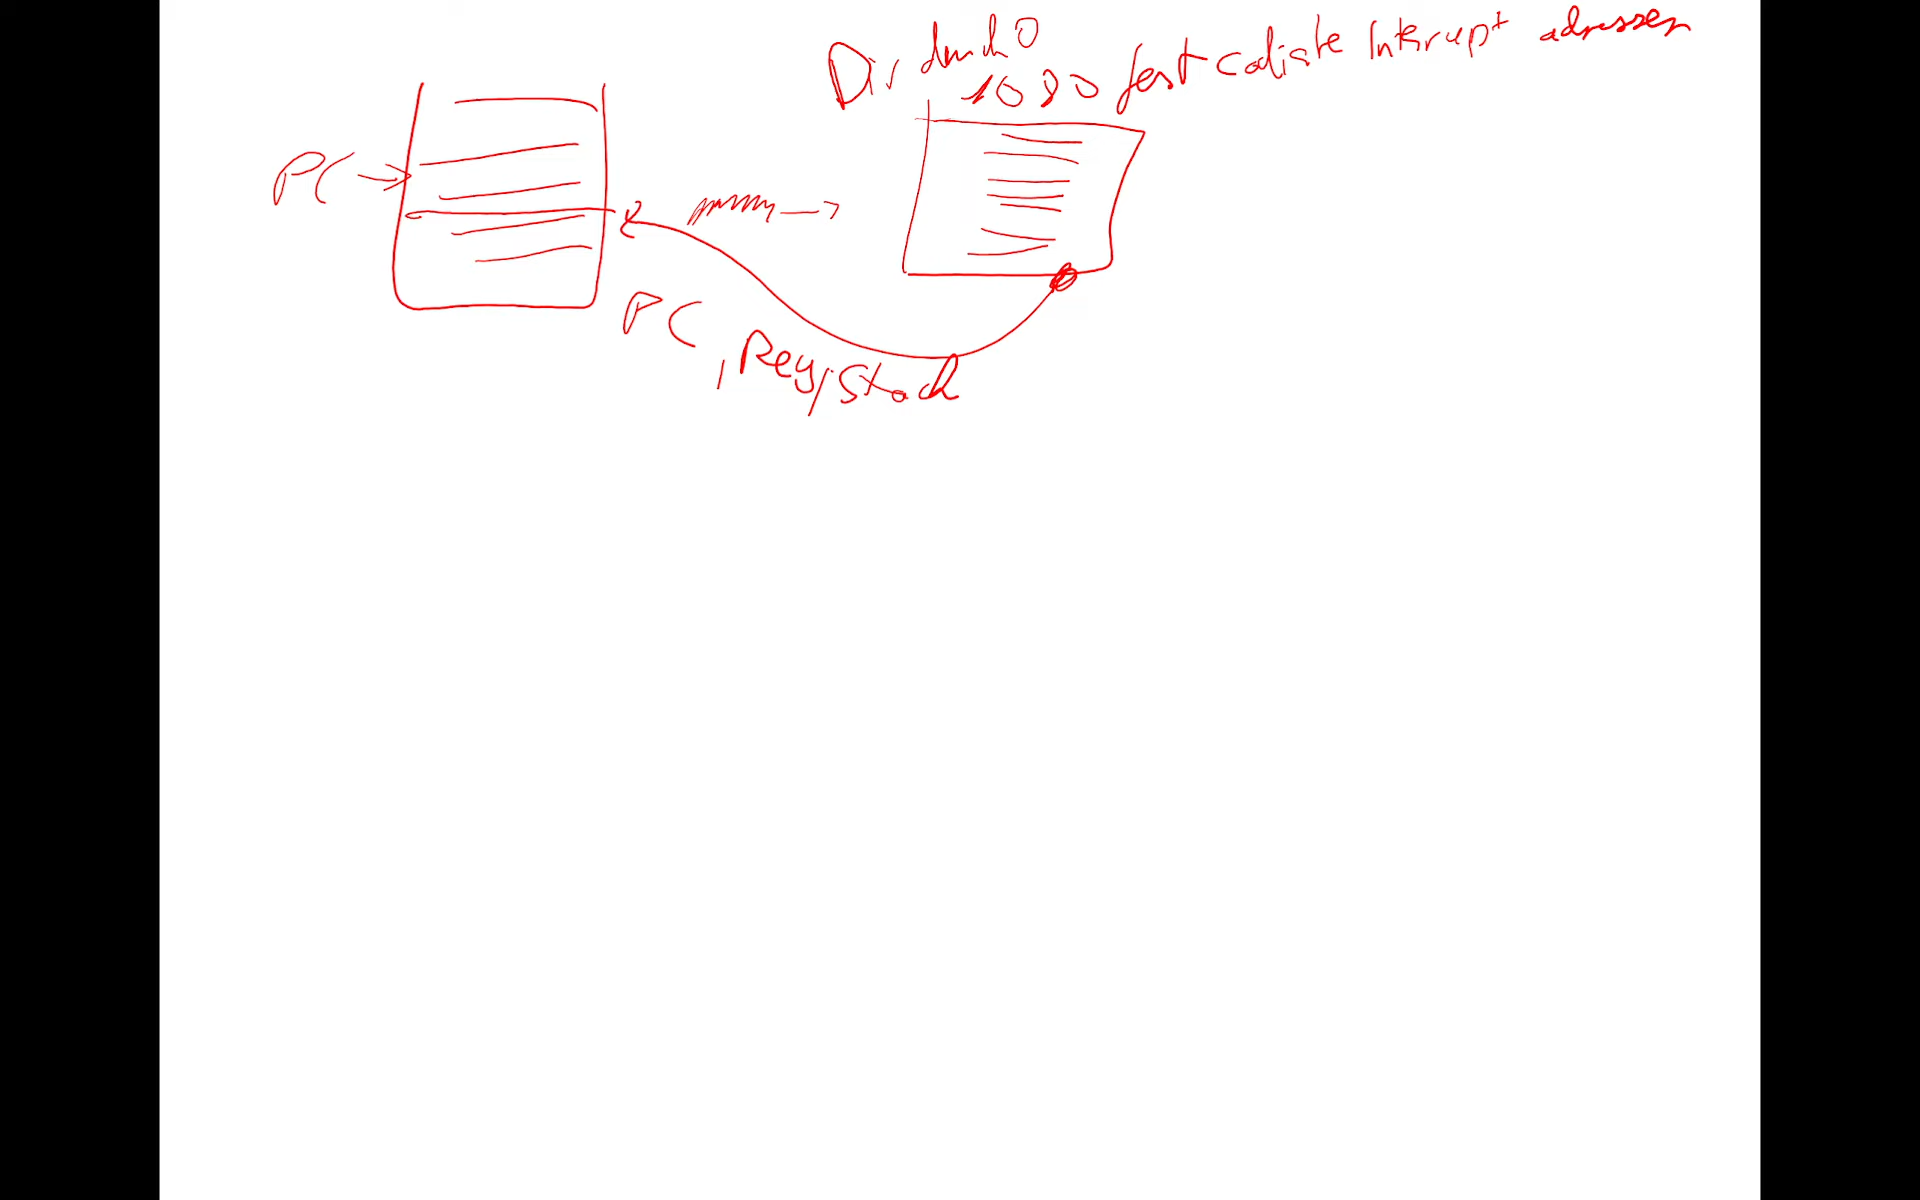 Div durch 0
1080 fest codierte Interrupt adressen
PC
PC
, Reg, Stack